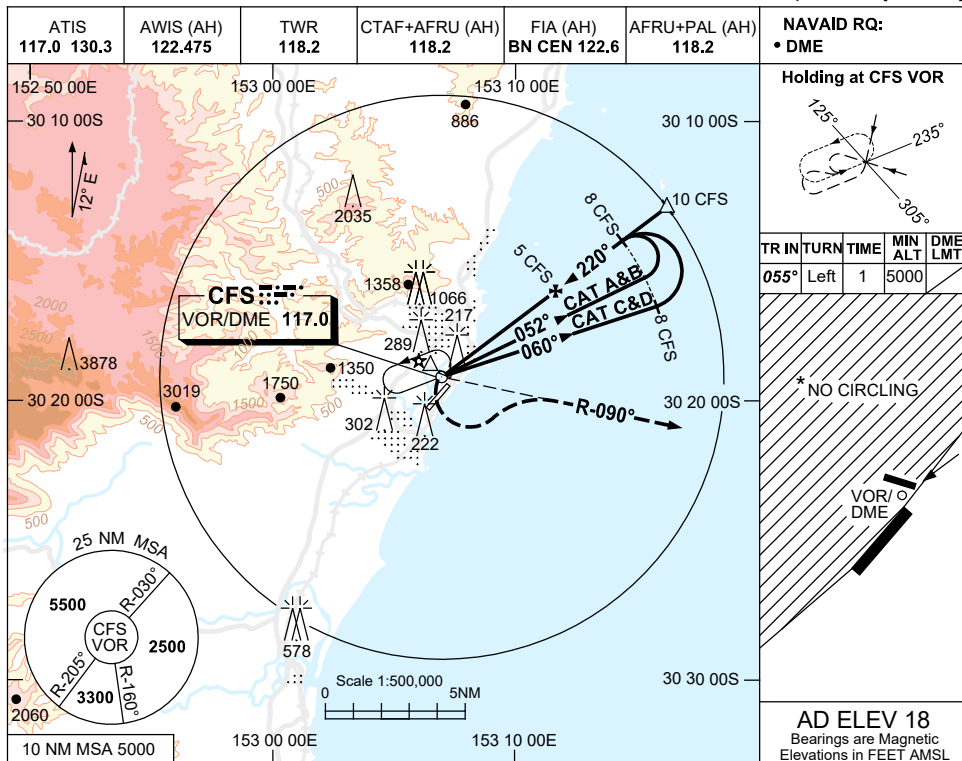 ATIS
117.0 130.3
AWIS (AH)
122.475
TWR
118.2
CTAF+AFRU (AH)
118.2
FIA (AH)
BN CEN 122.6
AFRU+PAL (AH)
118.2
NAVAID RQ:
• DME
152 50 00E
153 00 00E
153 10 00E
30 10 00S
30 10 00S
12° E
886
500
2035
10 CFS
8 CFS
220°
5 CFS
CAT A&B
052°
CAT C&D
060°
8 CFS
1358
1066
217
289
CFS
VOR/DME 117.0
2000
2500
1500
1000
3878
3019
1750
1350
1500
500
500
500
302
222
30 20 00S
30 20 00S
R-090°
25 NM MSA
5500
R-030°
CFS
VOR
2500
R-205°
R-160°
3300
2060
578
Scale 1:500,000
0
5NM
30 30 00S
10 NM MSA 5000
153 00 00E
153 10 00E
Holding at CFS VOR
125°
235°
305°
TR IN
TURN
TIME
MIN ALT
DME LMT
055°
Left
1
5000
*NO CIRCLING
VOR/
DME
AD ELEV 18
Bearings are Magnetic
Elevations in FEET AMSL